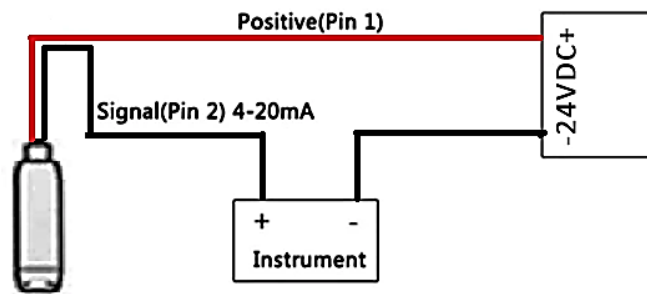 Positive(Pin 1)
-24VDC+
Signal(Pin 2) 4-20mA
+ -
Instrument